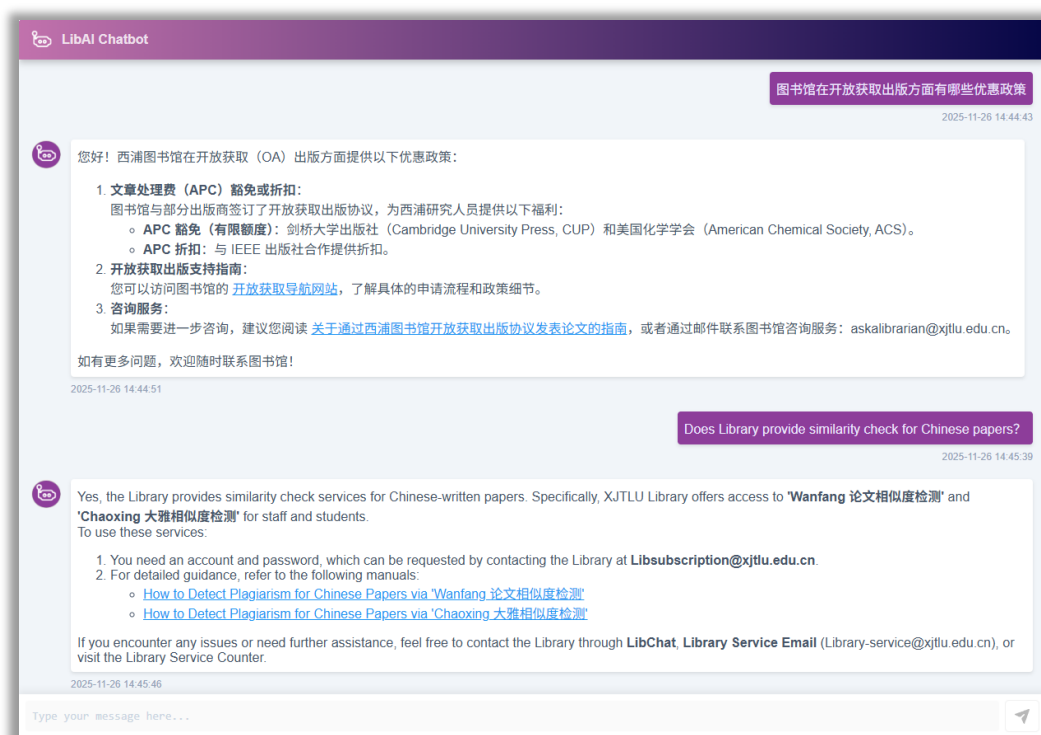 LibAI Chatbot
图书馆在开放获取出版方面有哪些优惠政策
2025-11-26 14:44:43
您好！西浦图书馆在开放获取（OA）出版方面提供以下优惠政策：
1. 文章处理费（APC）豁免或折扣：
图书馆与部分出版商签订了开放获取出版协议，为西浦研究人员提供以下福利：
APC 豁免（有限额度）：剑桥大学出版社（Cambridge University Press, CUP）和美国化学学会（American Chemical Society, ACS）。
APC 折扣：与 IEEE 出版社合作提供折扣。
2. 开放获取出版支持指南：
您可以访问图书馆的 开放获取导航网站，了解具体的申请流程和政策细节。
3. 咨询服务：
如果需要进一步咨询，建议您阅读 关于通过西浦图书馆开放获取出版协议发表论文的指南，或者通过邮件联系图书馆咨询服务：askalibrarian@xjtlu.edu.cn。
如有更多问题，欢迎随时联系图书馆！
2025-11-26 14:44:51
Does Library provide similarity check for Chinese papers?
2025-11-26 14:45:39
Yes, the Library provides similarity check services for Chinese-written papers. Specifically, XJTLU Library offers access to 'Wanfang 论文相似度检测' and
'Chaoxing 大雅相似度检测' for staff and students.
To use these services:
1. You need an account and password, which can be requested by contacting the Library at Libsubscription@xjtlu.edu.cn.
2. For detailed guidance, refer to the following manuals:
How to Detect Plagiarism for Chinese Papers via 'Wanfang 论文相似度检测'
How to Detect Plagiarism for Chinese Papers via 'Chaoxing 大雅相似度检测'
If you encounter any issues or need further assistance, feel free to contact the Library through LibChat, Library Service Email (Library-service@xjtlu.edu.cn), or
visit the Library Service Counter.
2025-11-26 14:45:46
Type your message here...